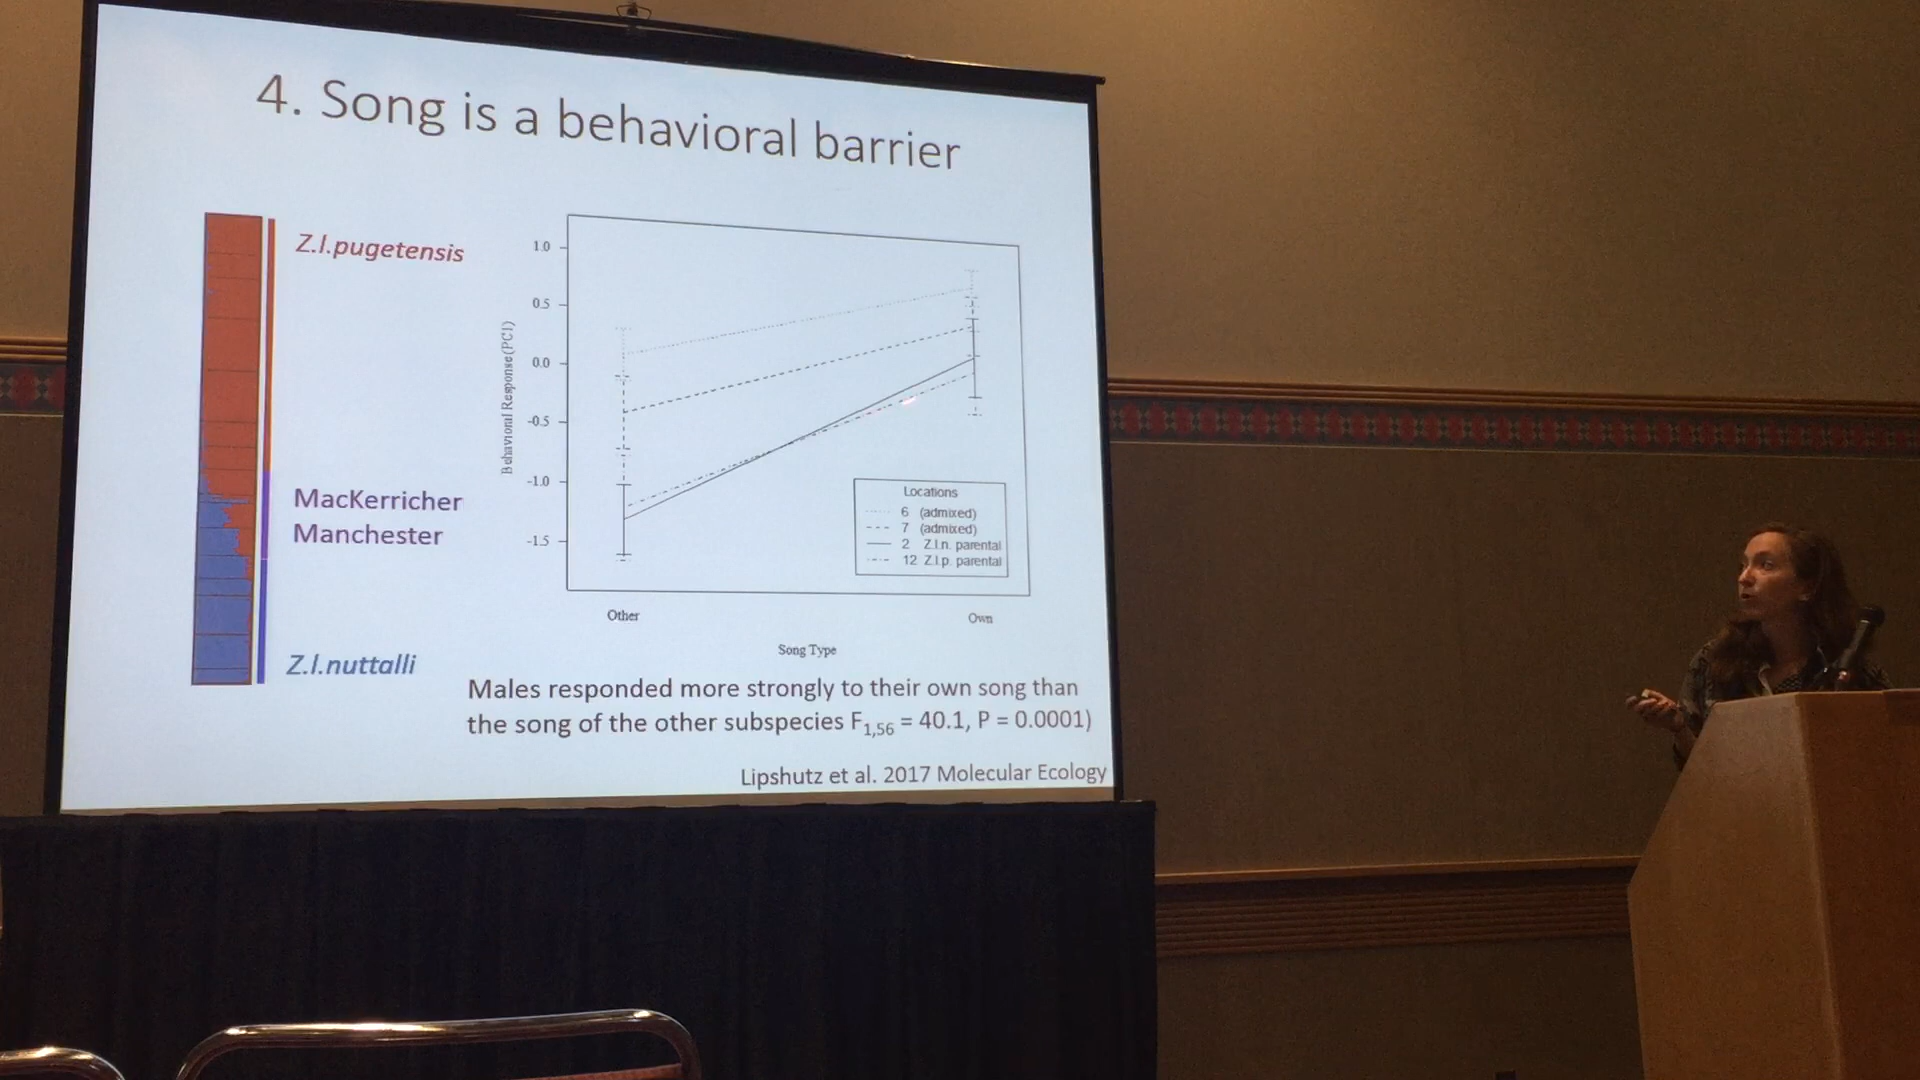 4. Song is a behavioral barrier
Z.l.pugetensis
MacKerricher
Manchester
Z.l.nuttalli
Behavioral Response (PC1)
1.0
0.5
0.0
-0.5
-1.0
-1.5
Locations
6 (admixed)
7 (admixed)
2 Z.l.n. parental
12 Z.l.p. parental
Other
Own
Song Type
Males responded more strongly to their own song than
the song of the other subspecies F1,56 = 40.1, P = 0.0001)
Lipshutz et al. 2017 Molecular Ecology